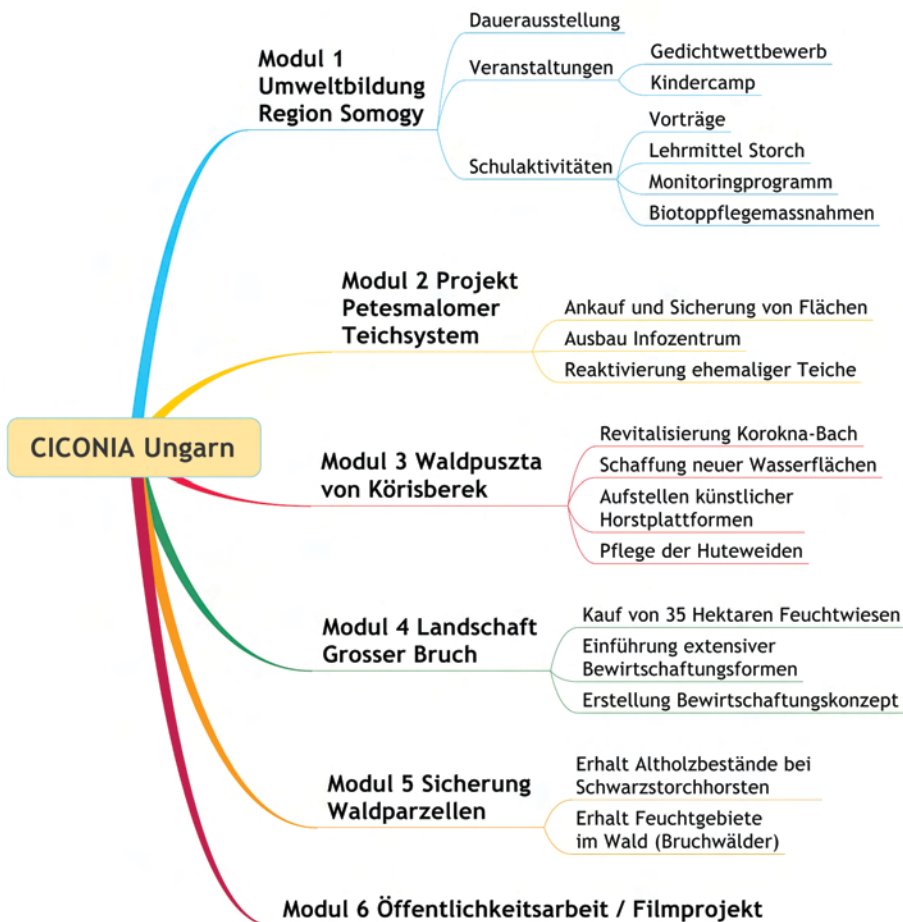 CICONIA Ungarn
Modul 1
Umweltbildung
Region Somogy
Dauerausstellung
Veranstaltungen
Gedichtwettbewerb
Kindercamp
Schulaktivitäten
Vorträge
Lehrmittel Storch
Monitoringprogramm
Biotoppflegemassnahmen
Modul 2 Projekt
Petesmalomer
Teichsystem
Ankauf und Sicherung von Flächen
Ausbau Infozentrum
Reaktivierung ehemaliger Teiche
Modul 3 Waldpuszta
von Körisberek
Revitalisierung Korokna-Bach
Schaffung neuer Wasserflächen
Aufstellen künstlicher
Horstplattformen
Pflege der Huteweiden
Modul 4 Landschaft
Grosser Bruch
Kauf von 35 Hektaren Feuchtwiesen
Einführung extensiver
Bewirtschaftungsformen
Erstellung Bewirtschaftungskonzept
Modul 5 Sicherung
Waldparzellen
Erhalt Altholzbestände bei
Schwarzstorchhorsten
Erhalt Feuchtgebiete
im Wald (Bruchwälder)
Modul 6 Öffentlichkeitsarbeit / Filmprojekt